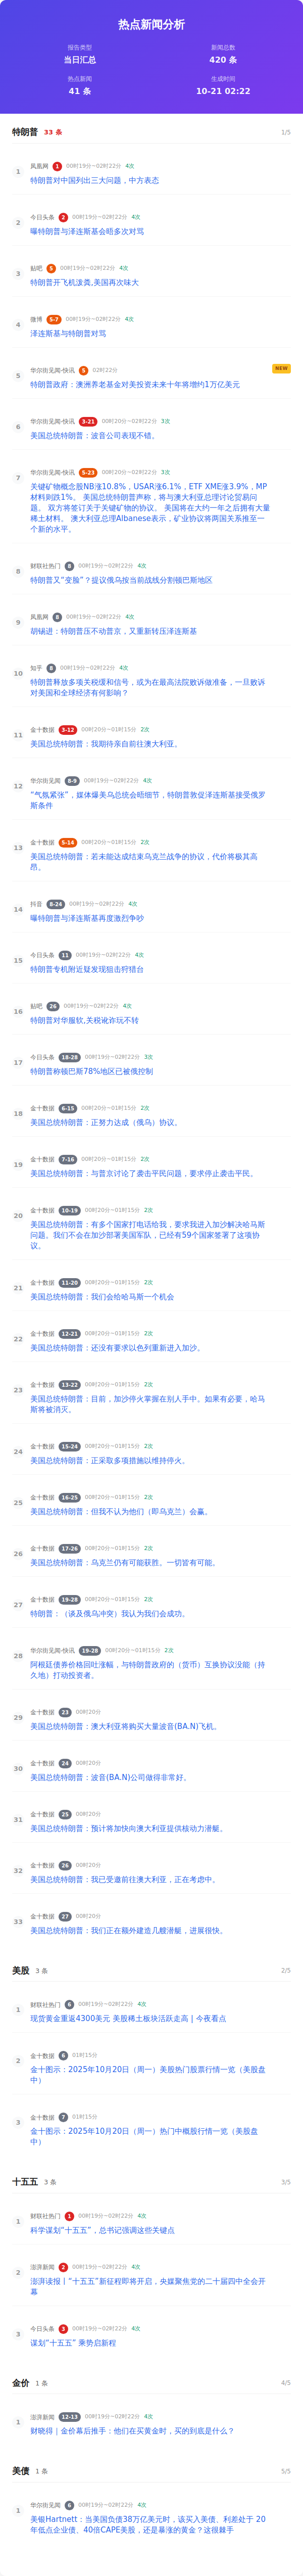 热点新闻分析
报告类型
当日汇总
新闻总数
420 条
热点新闻
41 条
生成时间
10-21 02:22
特朗普 33 条 1/5
1
凤凰网 1 00时19分~02时22分 4次
特朗普对中国列出三大问题，中方表态
2
今日头条 2 00时19分~02时22分 4次
曝特朗普与泽连斯基会晤多次对骂
3
贴吧 5 00时19分~02时22分 4次
特朗普开飞机泼粪,美国再次味大
4
微博 5-7 00时19分~02时22分 4次
泽连斯基与特朗普对骂
5
华尔街见闻-快讯 5 02时22分 NEW
特朗普政府：澳洲养老基金对美投资未来十年将增约1万亿美元
6
华尔街见闻-快讯 3-21 00时20分~02时22分 3次
美国总统特朗普：波音公司表现不错。
7
华尔街见闻-快讯 5-23 00时20分~02时22分 3次
关键矿物概念股NB涨10.8%，USAR涨6.1%，ETF XME涨3.9%，MP
材料则跌1%。 美国总统特朗普声称，将与澳大利亚总理讨论贸易问
题。 双方将签订关于关键矿物的协议。 美国将在大约一年之后拥有大量
稀土材料。 澳大利亚总理Albanese表示，矿业协议将两国关系推至一
个新的水平。
8
财联社热门 8 00时19分~02时22分 4次
特朗普又“变脸”？提议俄乌按当前战线分割顿巴斯地区
9
凤凰网 8 00时19分~02时22分 4次
胡锡进：特朗普压不动普京，又重新转压泽连斯基
10
知乎 8 00时19分~02时22分 4次
特朗普释放多项关税缓和信号，或为在最高法院败诉做准备，一旦败诉
对美国和全球经济有何影响？
11
金十数据 3-12 00时20分~01时15分 2次
美国总统特朗普：我期待亲自前往澳大利亚。
12
华尔街见闻 8-9 00时19分~02时22分 4次
“气氛紧张”，媒体爆美乌总统会晤细节，特朗普敦促泽连斯基接受俄罗
斯条件
13
金十数据 5-14 00时20分~01时15分 2次
美国总统特朗普：若未能达成结束乌克兰战争的协议，代价将极其高
昂。
14
抖音 8-24 00时19分~02时22分 4次
曝特朗普与泽连斯基再度激烈争吵
15
今日头条 11 00时19分~02时22分 4次
特朗普专机附近疑发现狙击狩猎台
16
贴吧 26 00时19分~02时22分 4次
特朗普对华服软,关税讹诈玩不转
17
今日头条 18-28 00时19分~02时22分 3次
特朗普称顿巴斯78%地区已被俄控制
18
金十数据 6-15 00时20分~01时15分 2次
美国总统特朗普：正努力达成（俄乌）协议。
19
金十数据 7-16 00时20分~01时15分 2次
美国总统特朗普：与普京讨论了袭击平民问题，要求停止袭击平民。
20
金十数据 10-19 00时20分~01时15分 2次
美国总统特朗普：有多个国家打电话给我，要求我进入加沙解决哈马斯
问题。我们不会在加沙部署美国军队，已经有59个国家签署了这项协
议。
21
金十数据 11-20 00时20分~01时15分 2次
美国总统特朗普：我们会给哈马斯一个机会
22
金十数据 12-21 00时20分~01时15分 2次
美国总统特朗普：还没有要求以色列重新进入加沙。
23
金十数据 13-22 00时20分~01时15分 2次
美国总统特朗普：目前，加沙停火掌握在别人手中。如果有必要，哈马
斯将被消灭。
24
金十数据 15-24 00时20分~01时15分 2次
美国总统特朗普：正采取多项措施以维持停火。
25
金十数据 16-25 00时20分~01时15分 2次
美国总统特朗普：但我不认为他们（即乌克兰）会赢。
26
金十数据 17-26 00时20分~01时15分 2次
美国总统特朗普：乌克兰仍有可能获胜。一切皆有可能。
27
金十数据 19-28 00时20分~01时15分 2次
特朗普：（谈及俄乌冲突）我认为我们会成功。
28
华尔街见闻-快讯 19-28 00时20分~01时15分 2次
阿根廷债券价格回吐涨幅，与特朗普政府的（货币）互换协议没能（持
久地）打动投资者。
29
金十数据 23 00时20分
美国总统特朗普：澳大利亚将购买大量波音(BA.N)飞机。
30
金十数据 24 00时20分
美国总统特朗普：波音(BA.N)公司做得非常好。
31
金十数据 25 00时20分
美国总统特朗普：预计将加快向澳大利亚提供核动力潜艇。
32
金十数据 26 00时20分
美国总统特朗普：我已受邀前往澳大利亚，正在考虑中。
33
金十数据 27 00时20分
美国总统特朗普：我们正在额外建造几艘潜艇，进展很快。
美股 3 条 2/5
1
财联社热门 6 00时19分~02时22分 4次
现货黄金重返4300美元 美股稀土板块活跃走高 | 今夜看点
2
金十数据 6 01时15分
金十图示：2025年10月20日（周一）美股热门股票行情一览（美股盘
中）
3
金十数据 7 01时15分
金十图示：2025年10月20日（周一）热门中概股行情一览（美股盘
中）
十五五 3 条 3/5
1
财联社热门 1 00时19分~02时22分 4次
科学谋划“十五五”，总书记强调这些关键点
2
澎湃新闻 2 00时19分~02时22分 4次
澎湃读报丨“十五五”新征程即将开启，央媒聚焦党的二十届四中全会开
幕
3
今日头条 3 00时19分~02时22分 4次
谋划“十五五” 乘势启新程
金价 1 条 4/5
1
澎湃新闻 12-13 00时19分~02时22分 4次
财晓得｜金价幕后推手：他们在买黄金时，买的到底是什么？
美债 1 条 5/5
1
华尔街见闻 6 00时19分~02时22分 4次
美银Hartnett：当美国负债38万亿美元时，该买入美债、利差处于 20
年低点企业债、40倍CAPE美股，还是暴涨的黄金？这很棘手